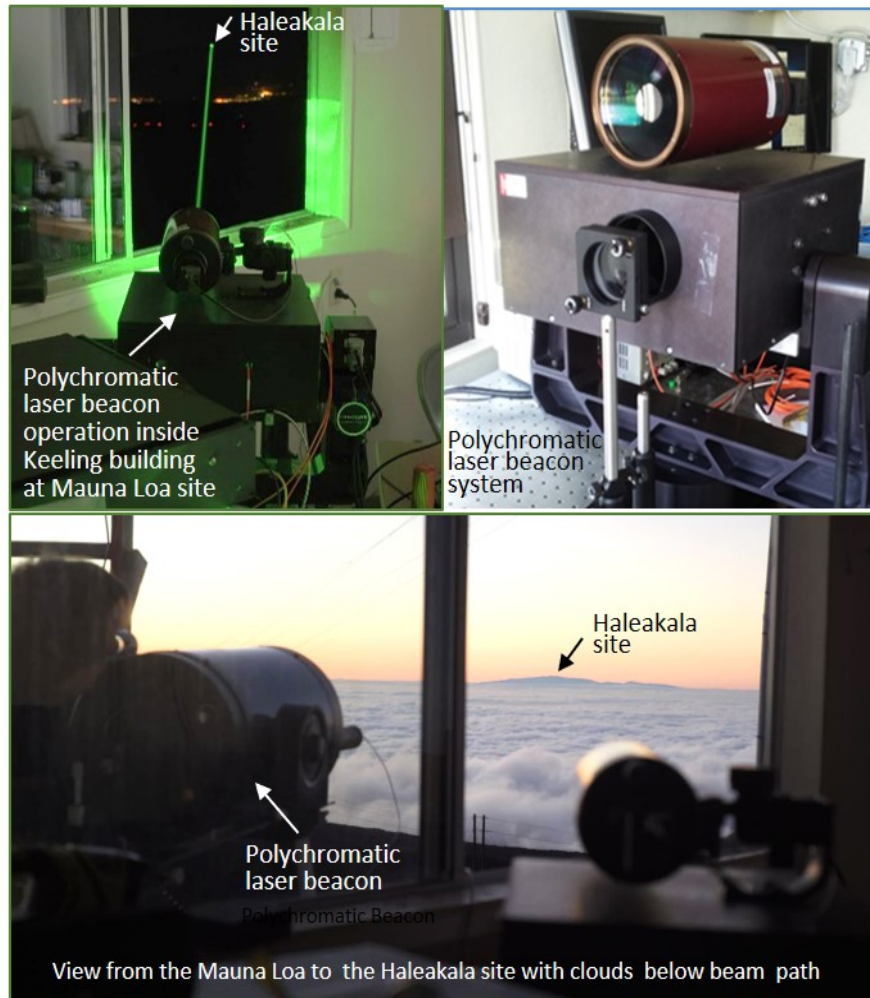 Haleakala
site
Polychromatic
laser beacon
operation inside
Keeling building
at Mauna Loa site
Polychromatic
laser beacon
system
Haleakala
site
Polychromatic
laser beacon
Polychromatic Beacon
View from the Mauna Loa to the Haleakala site with clouds below beam path